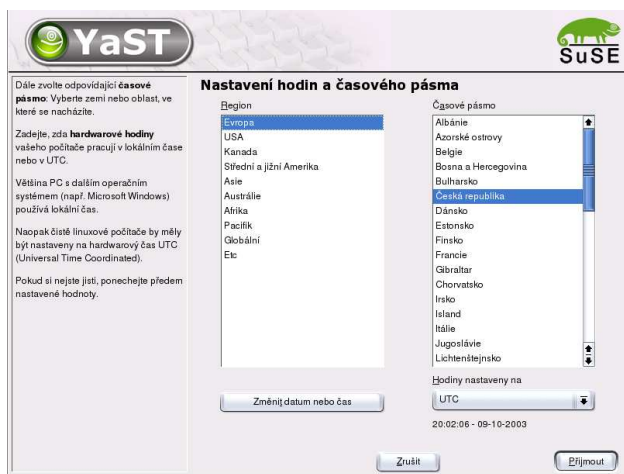 YaST
SuSE
Dále zvolte odpovídající časové
pásmo: Vyberte zemi nebo oblast, ve
které se nacházíte.
Zadejte, zda hardwarové hodiny
vašeho počítače pracují v lokálním čase
nebo v UTC.
Většina PC s dalším operačním
systémem (např. Microsoft Windows)
používá lokální čas.
Naopak čistě linuxové počítače by měly
být nastaveny na hardwarový čas UTC
(Universal Time Coordinated).
Pokud si nejste jisti, ponechejte předem
nastavené hodnoty.
Nastavení hodin a časového pásma
Region
Evropa
USA
Kanada
Střední a jižní Amerika
Asie
Austrálie
Afrika
Pacifik
Globální
Etc
Změnit datum nebo čas
Časové pásmo
Albánie
Azorské ostrovy
Belgie
Bosna a Hercegovina
Bulharsko
Česká republika
Dánsko
Estonsko
Finsko
Francie
Gibraltar
Chorvatsko
Irsko
Island
Itálie
Jugoslávie
Lichtenštejnsko
Hodiny nastaveny na
UTC
20:02:06 - 09-10-2003
Zrušit
Přijmout